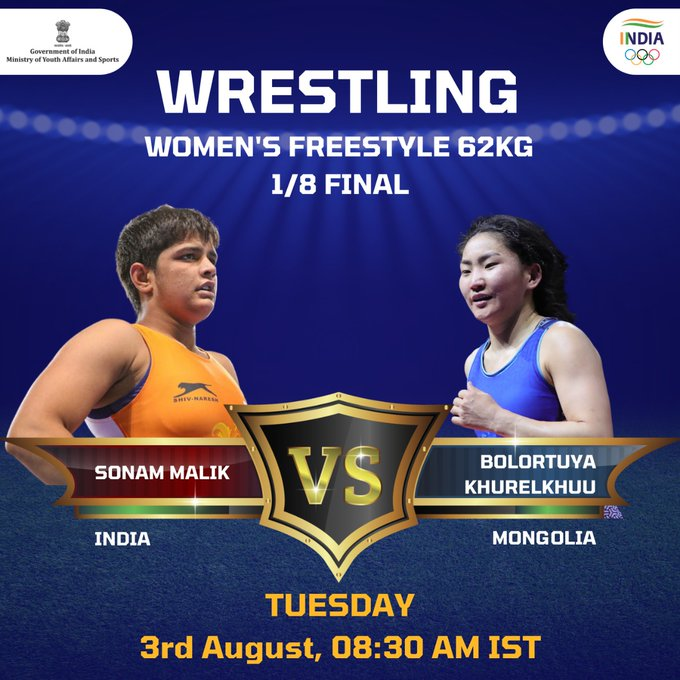 Government of India
Ministry of Youth Affairs and Sports
INDIA
WRESTLING
WOMEN'S FREESTYLE 62KG
1/8 FINAL
SHIV-NARESH
VS
SONAM MALIK
BOLORTUYA
KHURELKHUU
INDIA
MONGOLIA
TUESDAY
3rd August, 08:30 AM IST